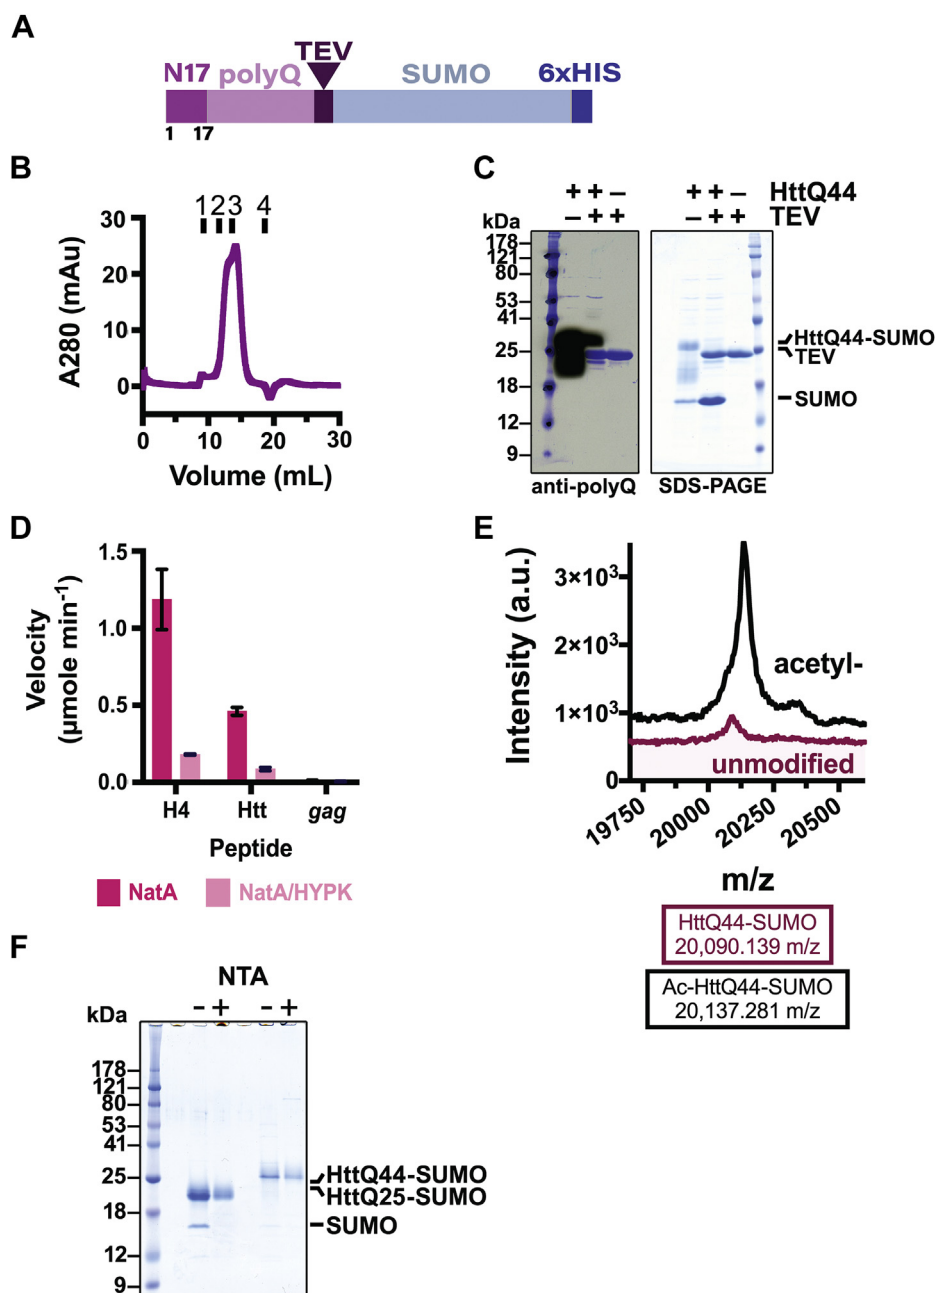 A
TEV
N17 polyQ SUMO 6xHIS
1 17
B
1 2 3 4
A280 (mAu)
30
20
10
0
0 10 20 30
Volume (mL)
C
+ + – + + – HttQ44
– + + – + + TEV
kDa
178
121
80
53
41
25
18
12
9
HttQ44-SUMO
TEV
SUMO
anti-polyQ SDS-PAGE
D
Velocity
(µmole min⁻¹)
1.5
1.0
0.5
0.0
H4 Htt gag
Peptide
NatA NatA/HYPK
E
Intensity (a.u.)
3×10³
2×10³
1×10³
0
acetyl-
unmodified
19750 20000 20250 20500
m/z
HttQ44-SUMO
20,090.139 m/z
Ac-HttQ44-SUMO
20,137.281 m/z
F
NTA
– + – +
kDa
178
121
80
53
41
25
18
12
9
HttQ44-SUMO
HttQ25-SUMO
SUMO